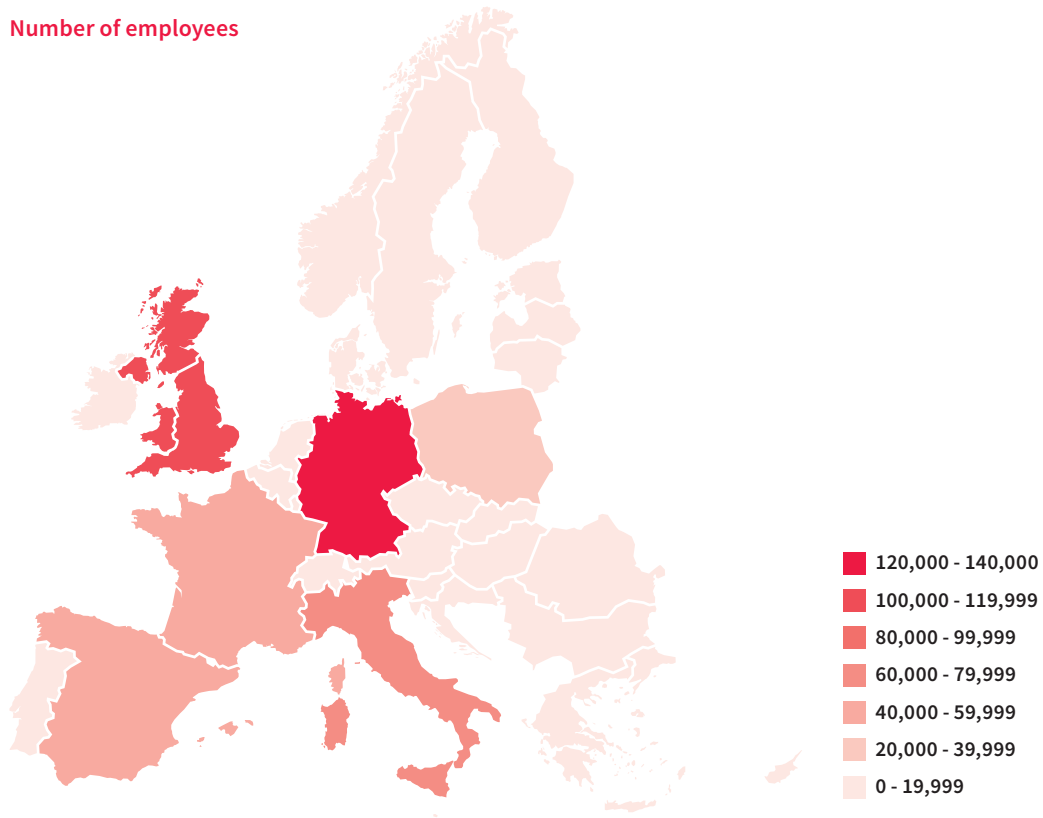 Number of employees
120,000 - 140,000
100,000 - 119,999
80,000 - 99,999
60,000 - 79,999
40,000 - 59,999
20,000 - 39,999
0 - 19,999